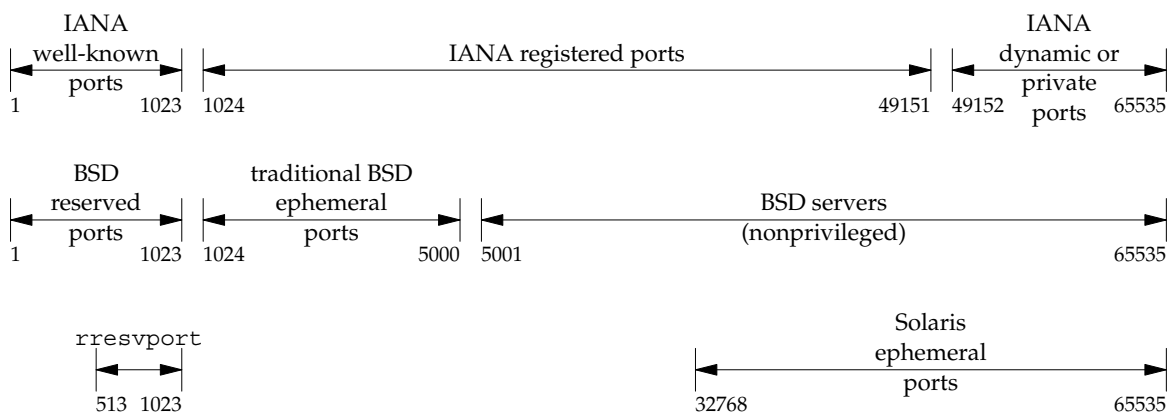 IANA
well-known
ports
1 1023
IANA registered ports
1024 49151
IANA
dynamic or
private
ports
49152 65535
BSD
reserved
ports
1 1023
traditional BSD
ephemeral
ports
1024 5000
BSD servers
(nonprivileged)
5001 65535
rresvport
513 1023
Solaris
ephemeral
ports
32768 65535